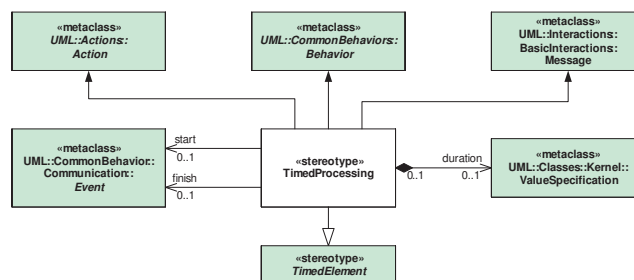 «metaclass»
UML::Actions::
Action
«metaclass»
UML::CommonBehaviors::
Behavior
«metaclass»
UML::Interactions::
BasicInteractions::
Message
«metaclass»
UML::CommonBehavior::
Communication::
Event
start
0..1
finish
0..1
«stereotype»
TimedProcessing
duration
0..1
0..1
«metaclass»
UML::Classes::Kernel::
ValueSpecification
«stereotype»
TimedElement